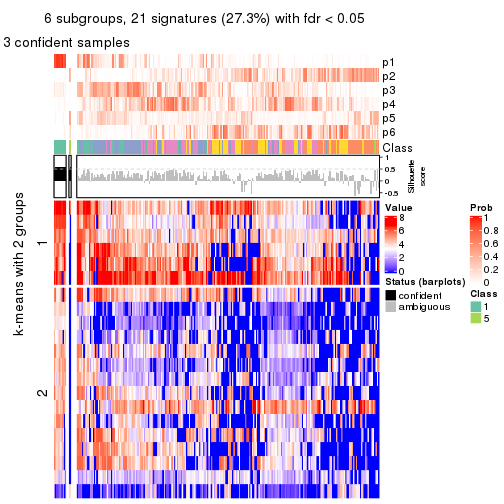 6 subgroups, 21 signatures (27.3%) with fdr < 0.05
3 confident samples
p1
p2
p3
p4
p5
p6
Class
1
0.5
0
-0.5
Silhouette
score
k-means with 2 groups
1
2
Value
8
6
4
2
0
Status (barplots)
confident
ambiguous
Prob
1
0.8
0.6
0.4
0.2
0
Class
1
5